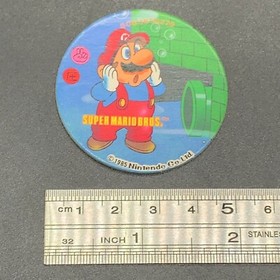 SUPER MARIO BROS.
© 1985 Nintendo Co., Ltd.
cm 1 2 3 4 5 6
32 INCH 1 2 STAINLES